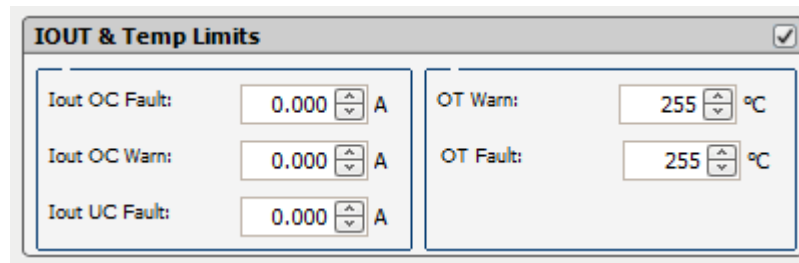 IOUT & Temp Limits
Iout OC Fault: 0.000 A
Iout OC Warn: 0.000 A
Iout UC Fault: 0.000 A
OT Warn: 255 ºC
OT Fault: 255 ºC